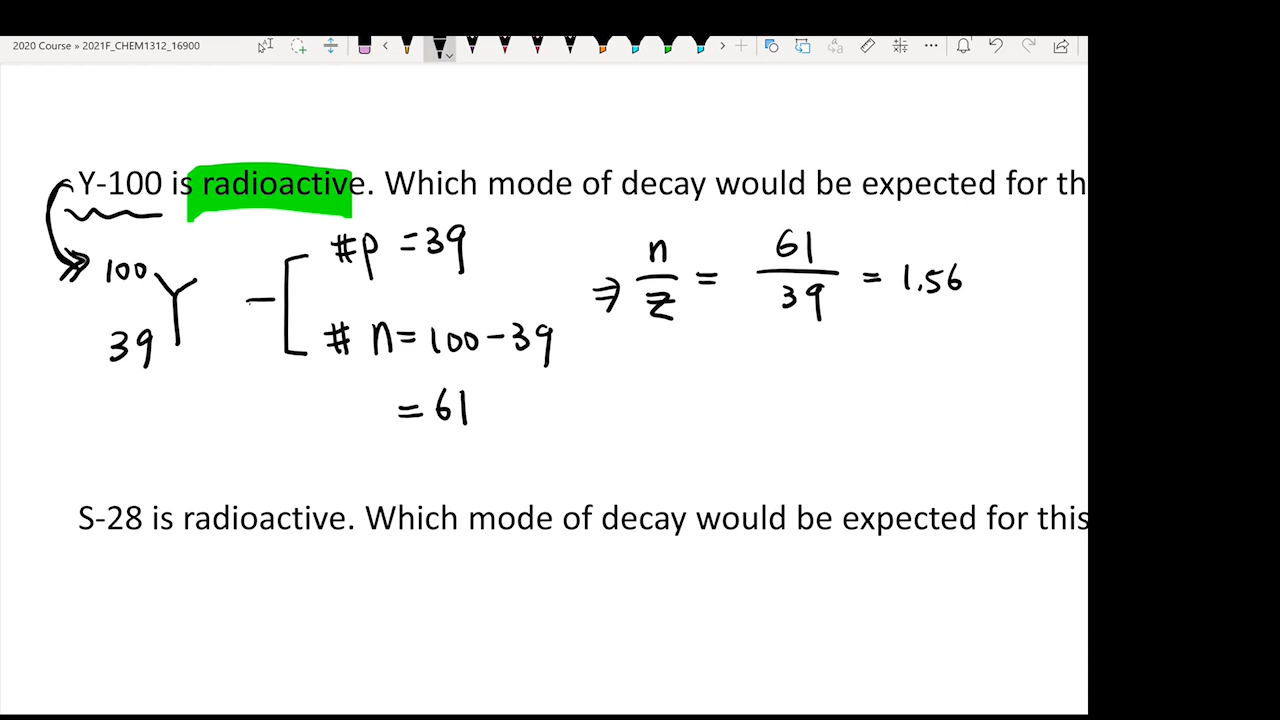 2020 Course » 2021F_CHEM1312_16900
Y-100 is radioactive. Which mode of decay would be expected for th
100
39
Y
#p = 39
# n = 100 - 39
= 61
⇒ n/z = 61/39 = 1.56
S-28 is radioactive. Which mode of decay would be expected for this